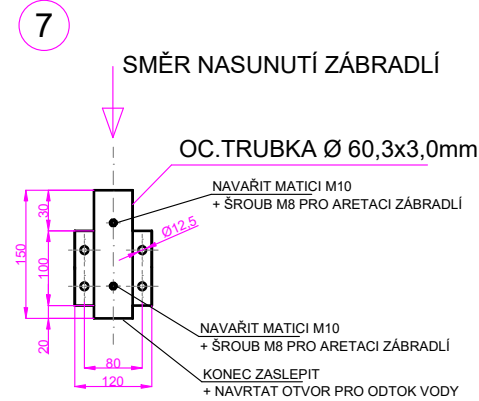 7
SMĚR NASUNUTÍ ZÁBRADLÍ
OC.TRUBKA Ø 60,3x3,0mm
NAVAŘIT MATICI M10
+ ŠROUB M8 PRO ARETACI ZÁBRADLÍ
Ø12,5
150
30
100
20
80
120
NAVAŘIT MATICI M10
+ ŠROUB M8 PRO ARETACI ZÁBRADLÍ
KONEC ZASLEPIT
+ NAVRTAT OTVOR PRO ODTOK VODY